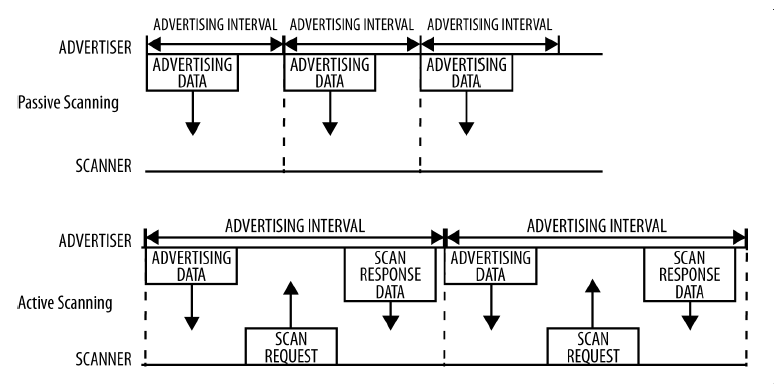 ADVERTISING INTERVAL ADVERTISING INTERVAL ADVERTISING INTERVAL
ADVERTISER
ADVERTISING DATA
ADVERTISING DATA
ADVERTISING DATA
Passive Scanning
SCANNER
ADVERTISING INTERVAL ADVERTISING INTERVAL
ADVERTISER
ADVERTISING DATA
SCAN RESPONSE DATA
ADVERTISING DATA
SCAN RESPONSE DATA
Active Scanning
SCAN REQUEST
SCAN REQUEST
SCANNER